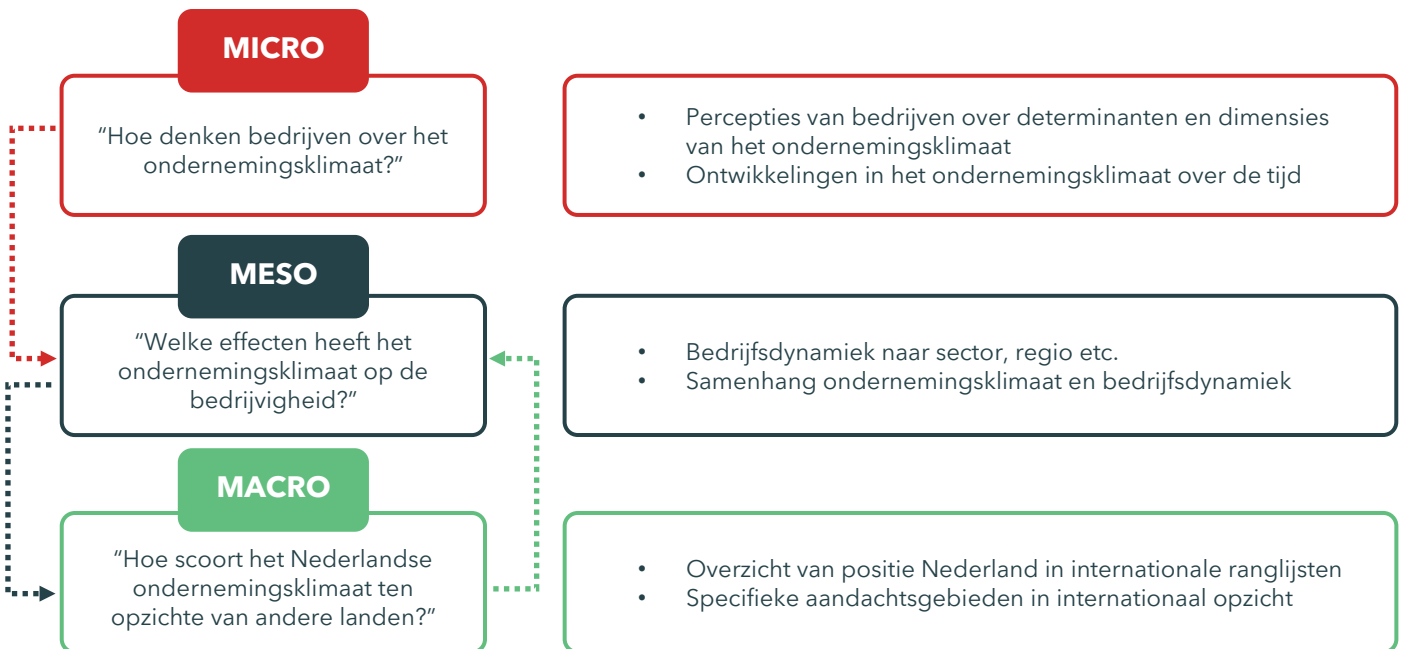 MICRO
“Hoe denken bedrijven over het
ondernemingsklimaat?”
• Percepties van bedrijven over determinanten en dimensies
van het ondernemingsklimaat
• Ontwikkelingen in het ondernemingsklimaat over de tijd
MESO
“Welke effecten heeft het
ondernemingsklimaat op de
bedrijvigheid?”
• Bedrijfsdynamiek naar sector, regio etc.
• Samenhang ondernemingsklimaat en bedrijfsdynamiek
MACRO
“Hoe scoort het Nederlandse
ondernemingsklimaat ten
opzichte van andere landen?”
• Overzicht van positie Nederland in internationale ranglijsten
• Specifieke aandachtsgebieden in internationaal opzicht